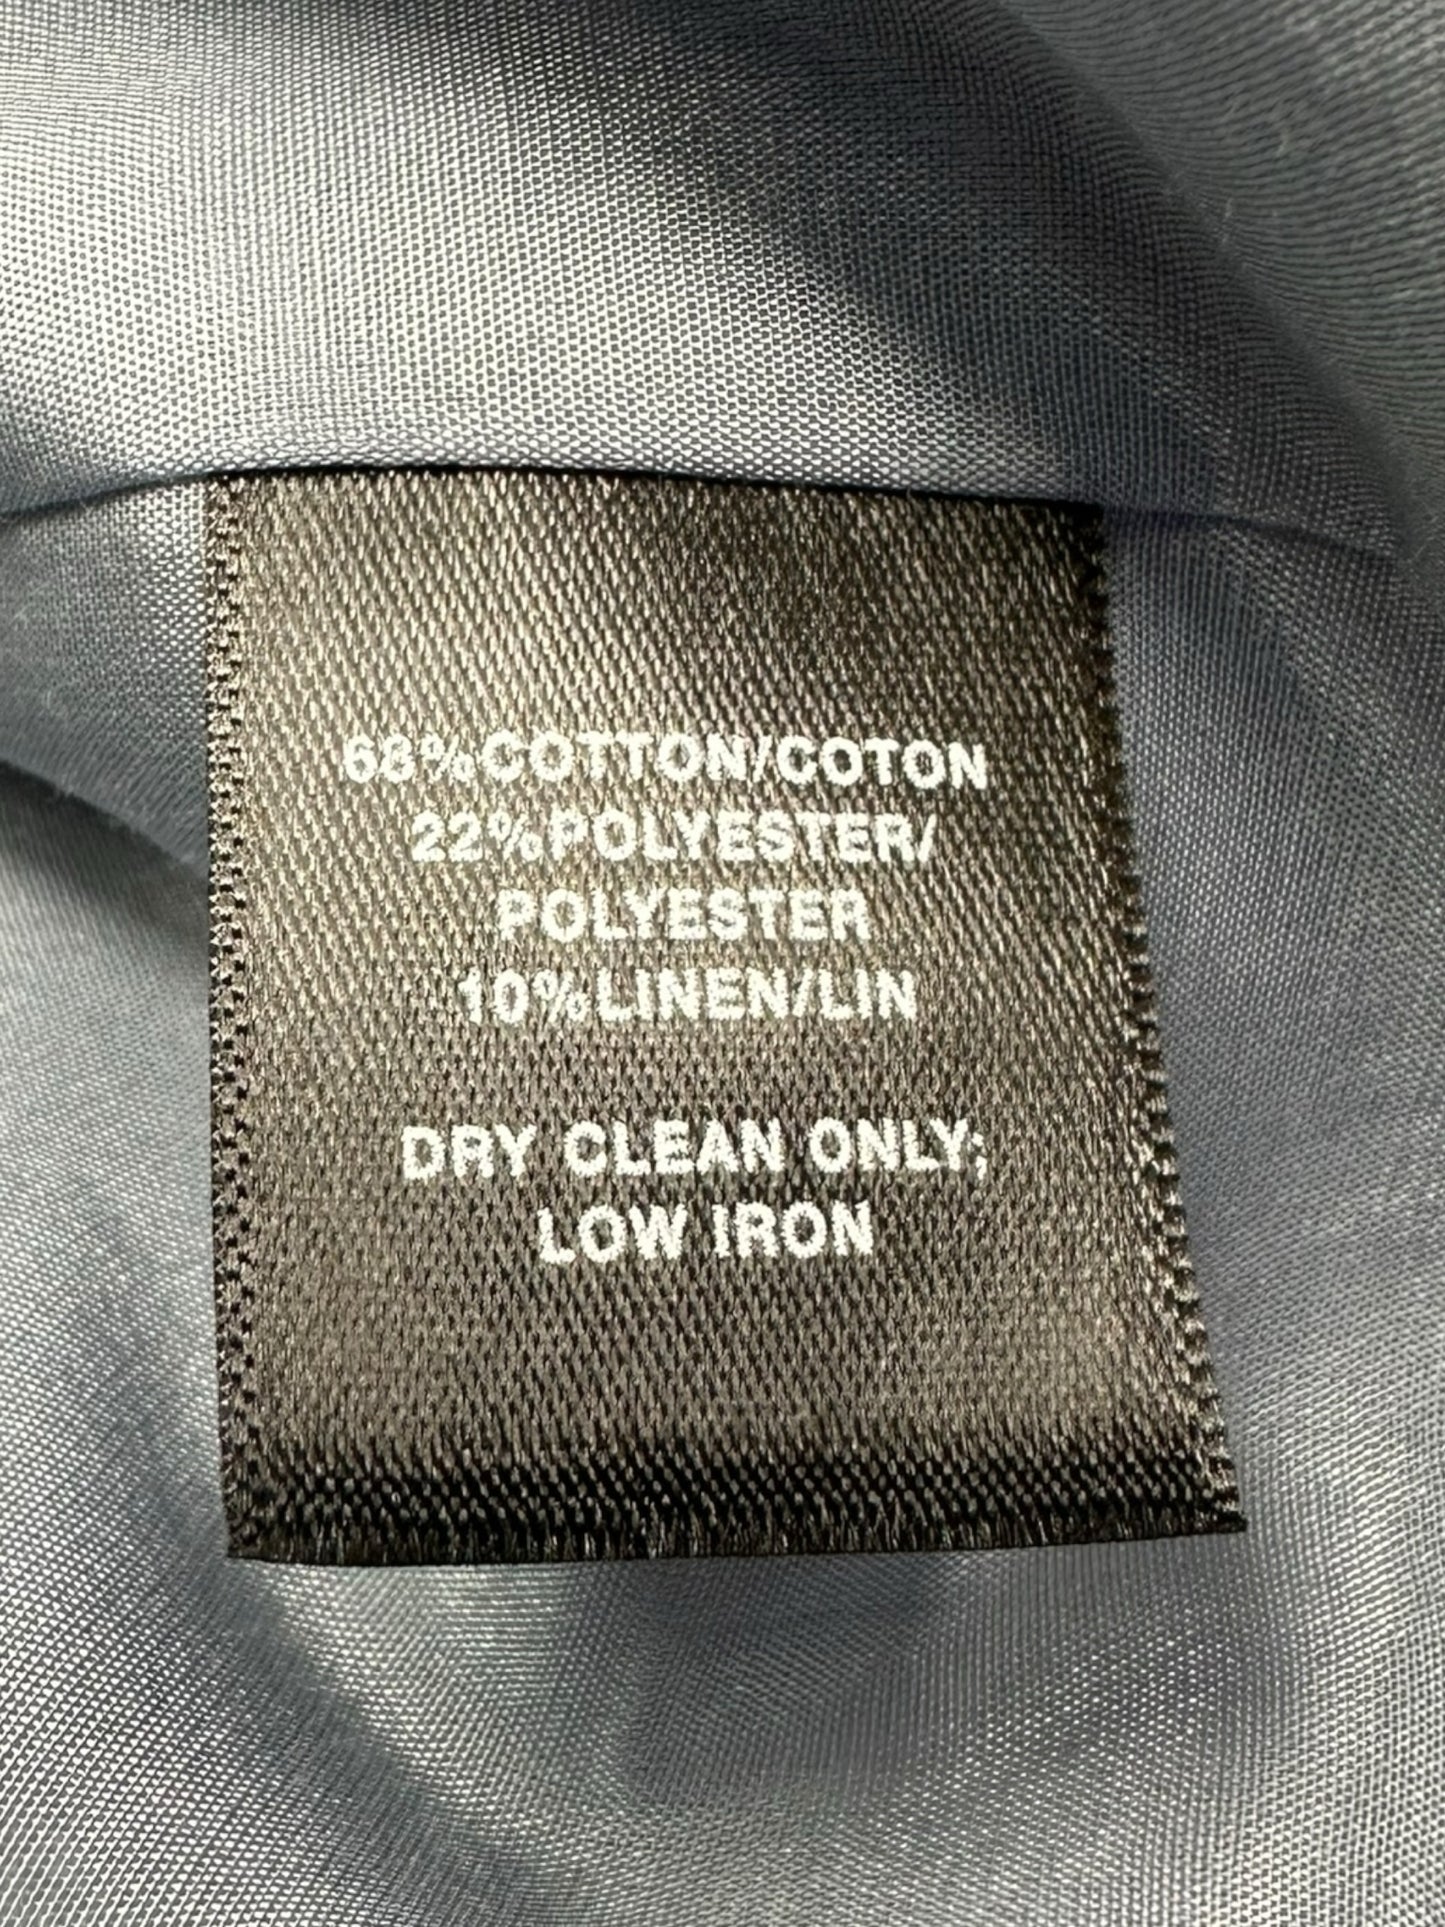 68%COTTON/COTON
22%POLYESTER/
POLYESTER
10%LINEN/LIN
DRY CLEAN ONLY;
LOW IRON